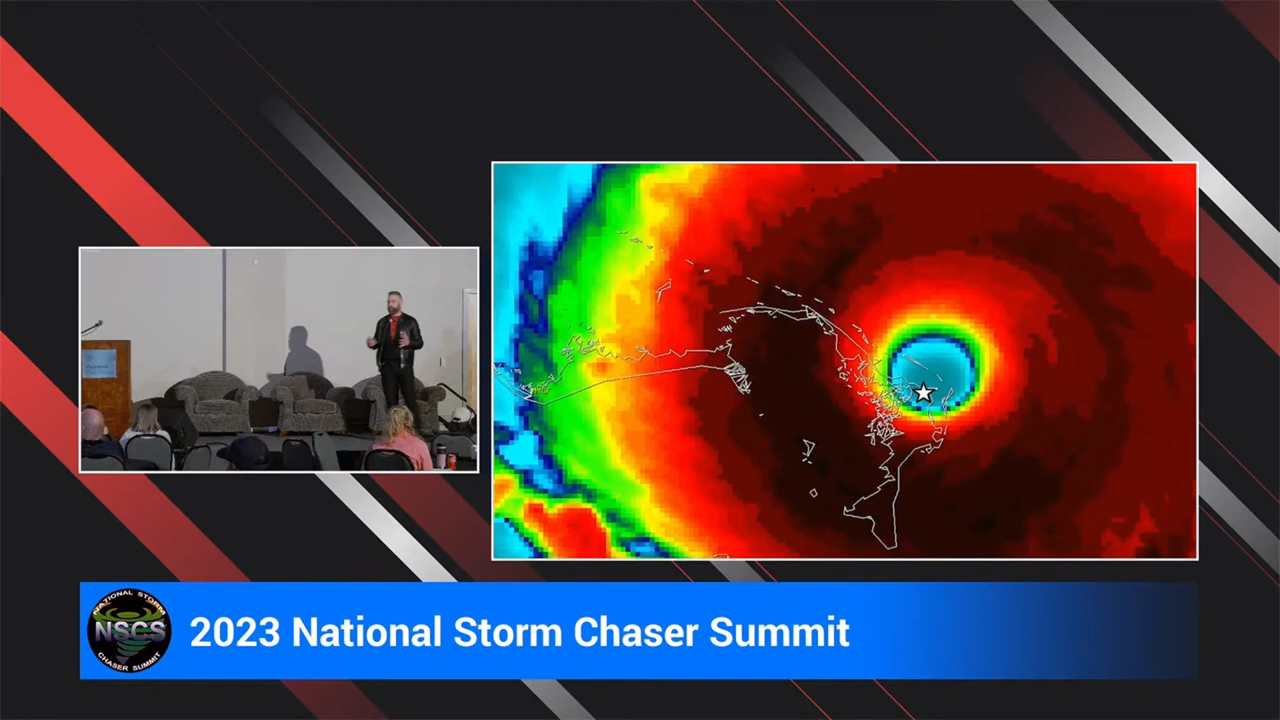 NATIONAL STORM
NSCS
CHASER SUMMIT
2023 National Storm Chaser Summit